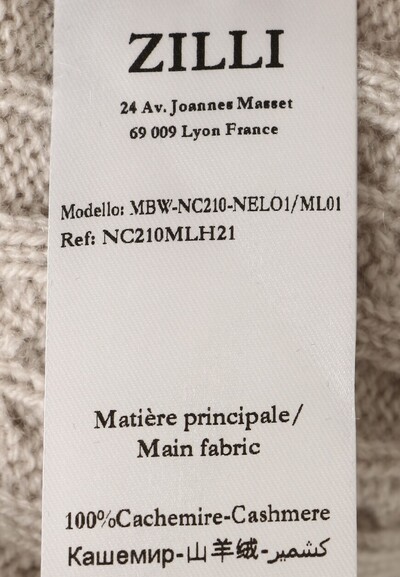 ZILLI
24 Av. Joannes Masset
69 009 Lyon France
Modello: MBW-NC210-NELO1/ML01
Ref: NC210MLH21
Matière principale/
Main fabric
100%Cachemire-Cashmere
Кашемир-山羊绒-كشمير